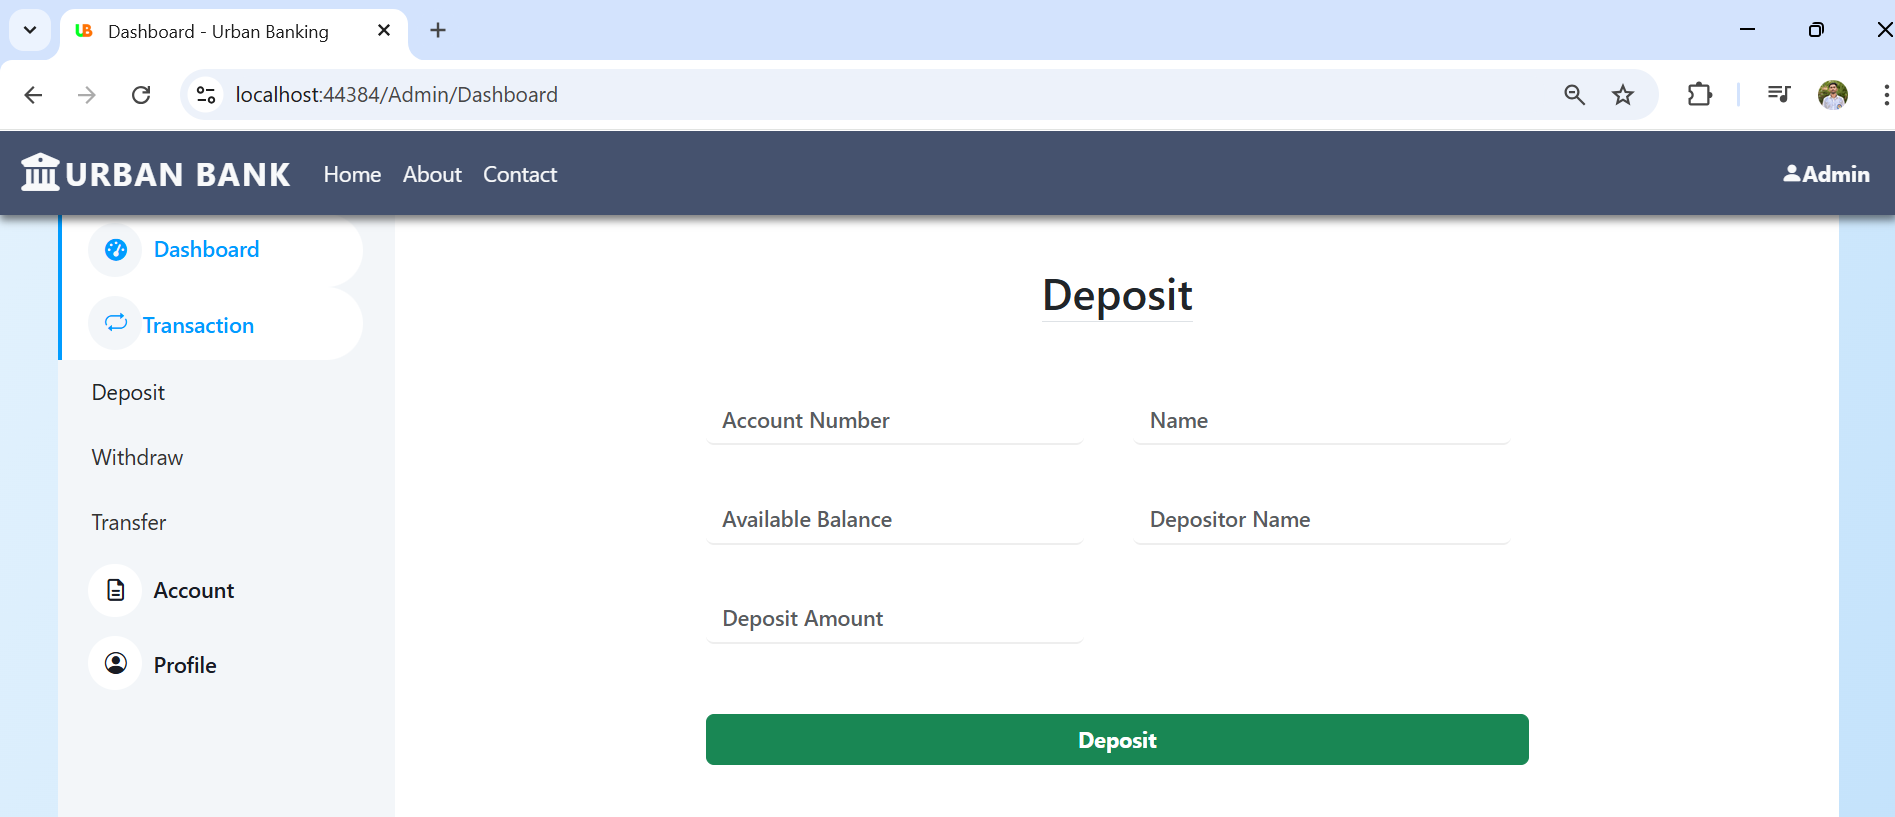 Dashboard - Urban Banking
localhost:44384/Admin/Dashboard
URBAN BANK Home About Contact Admin
Dashboard
Transaction
Deposit
Withdraw
Transfer
Account
Profile
Deposit
Account Number Name
Available Balance Depositor Name
Deposit Amount
Deposit